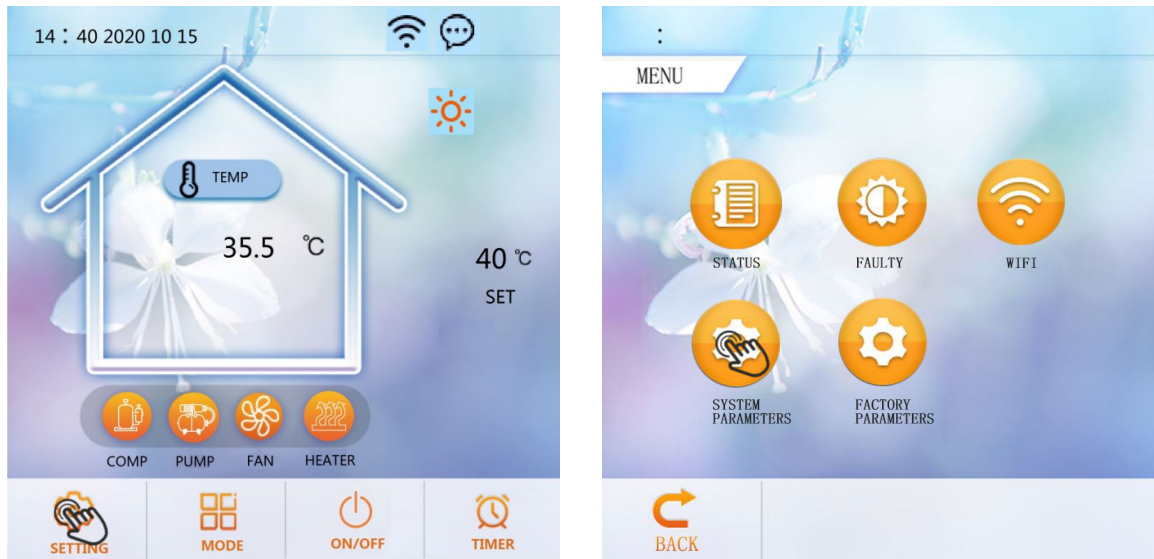 14：40 2020 10 15
TEMP
35.5 ℃
40 ℃
SET
COMP PUMP FAN HEATER
SETTING MODE ON/OFF TIMER
:
MENU
STATUS FAULTY WIFI
SYSTEM PARAMETERS FACTORY PARAMETERS
BACK